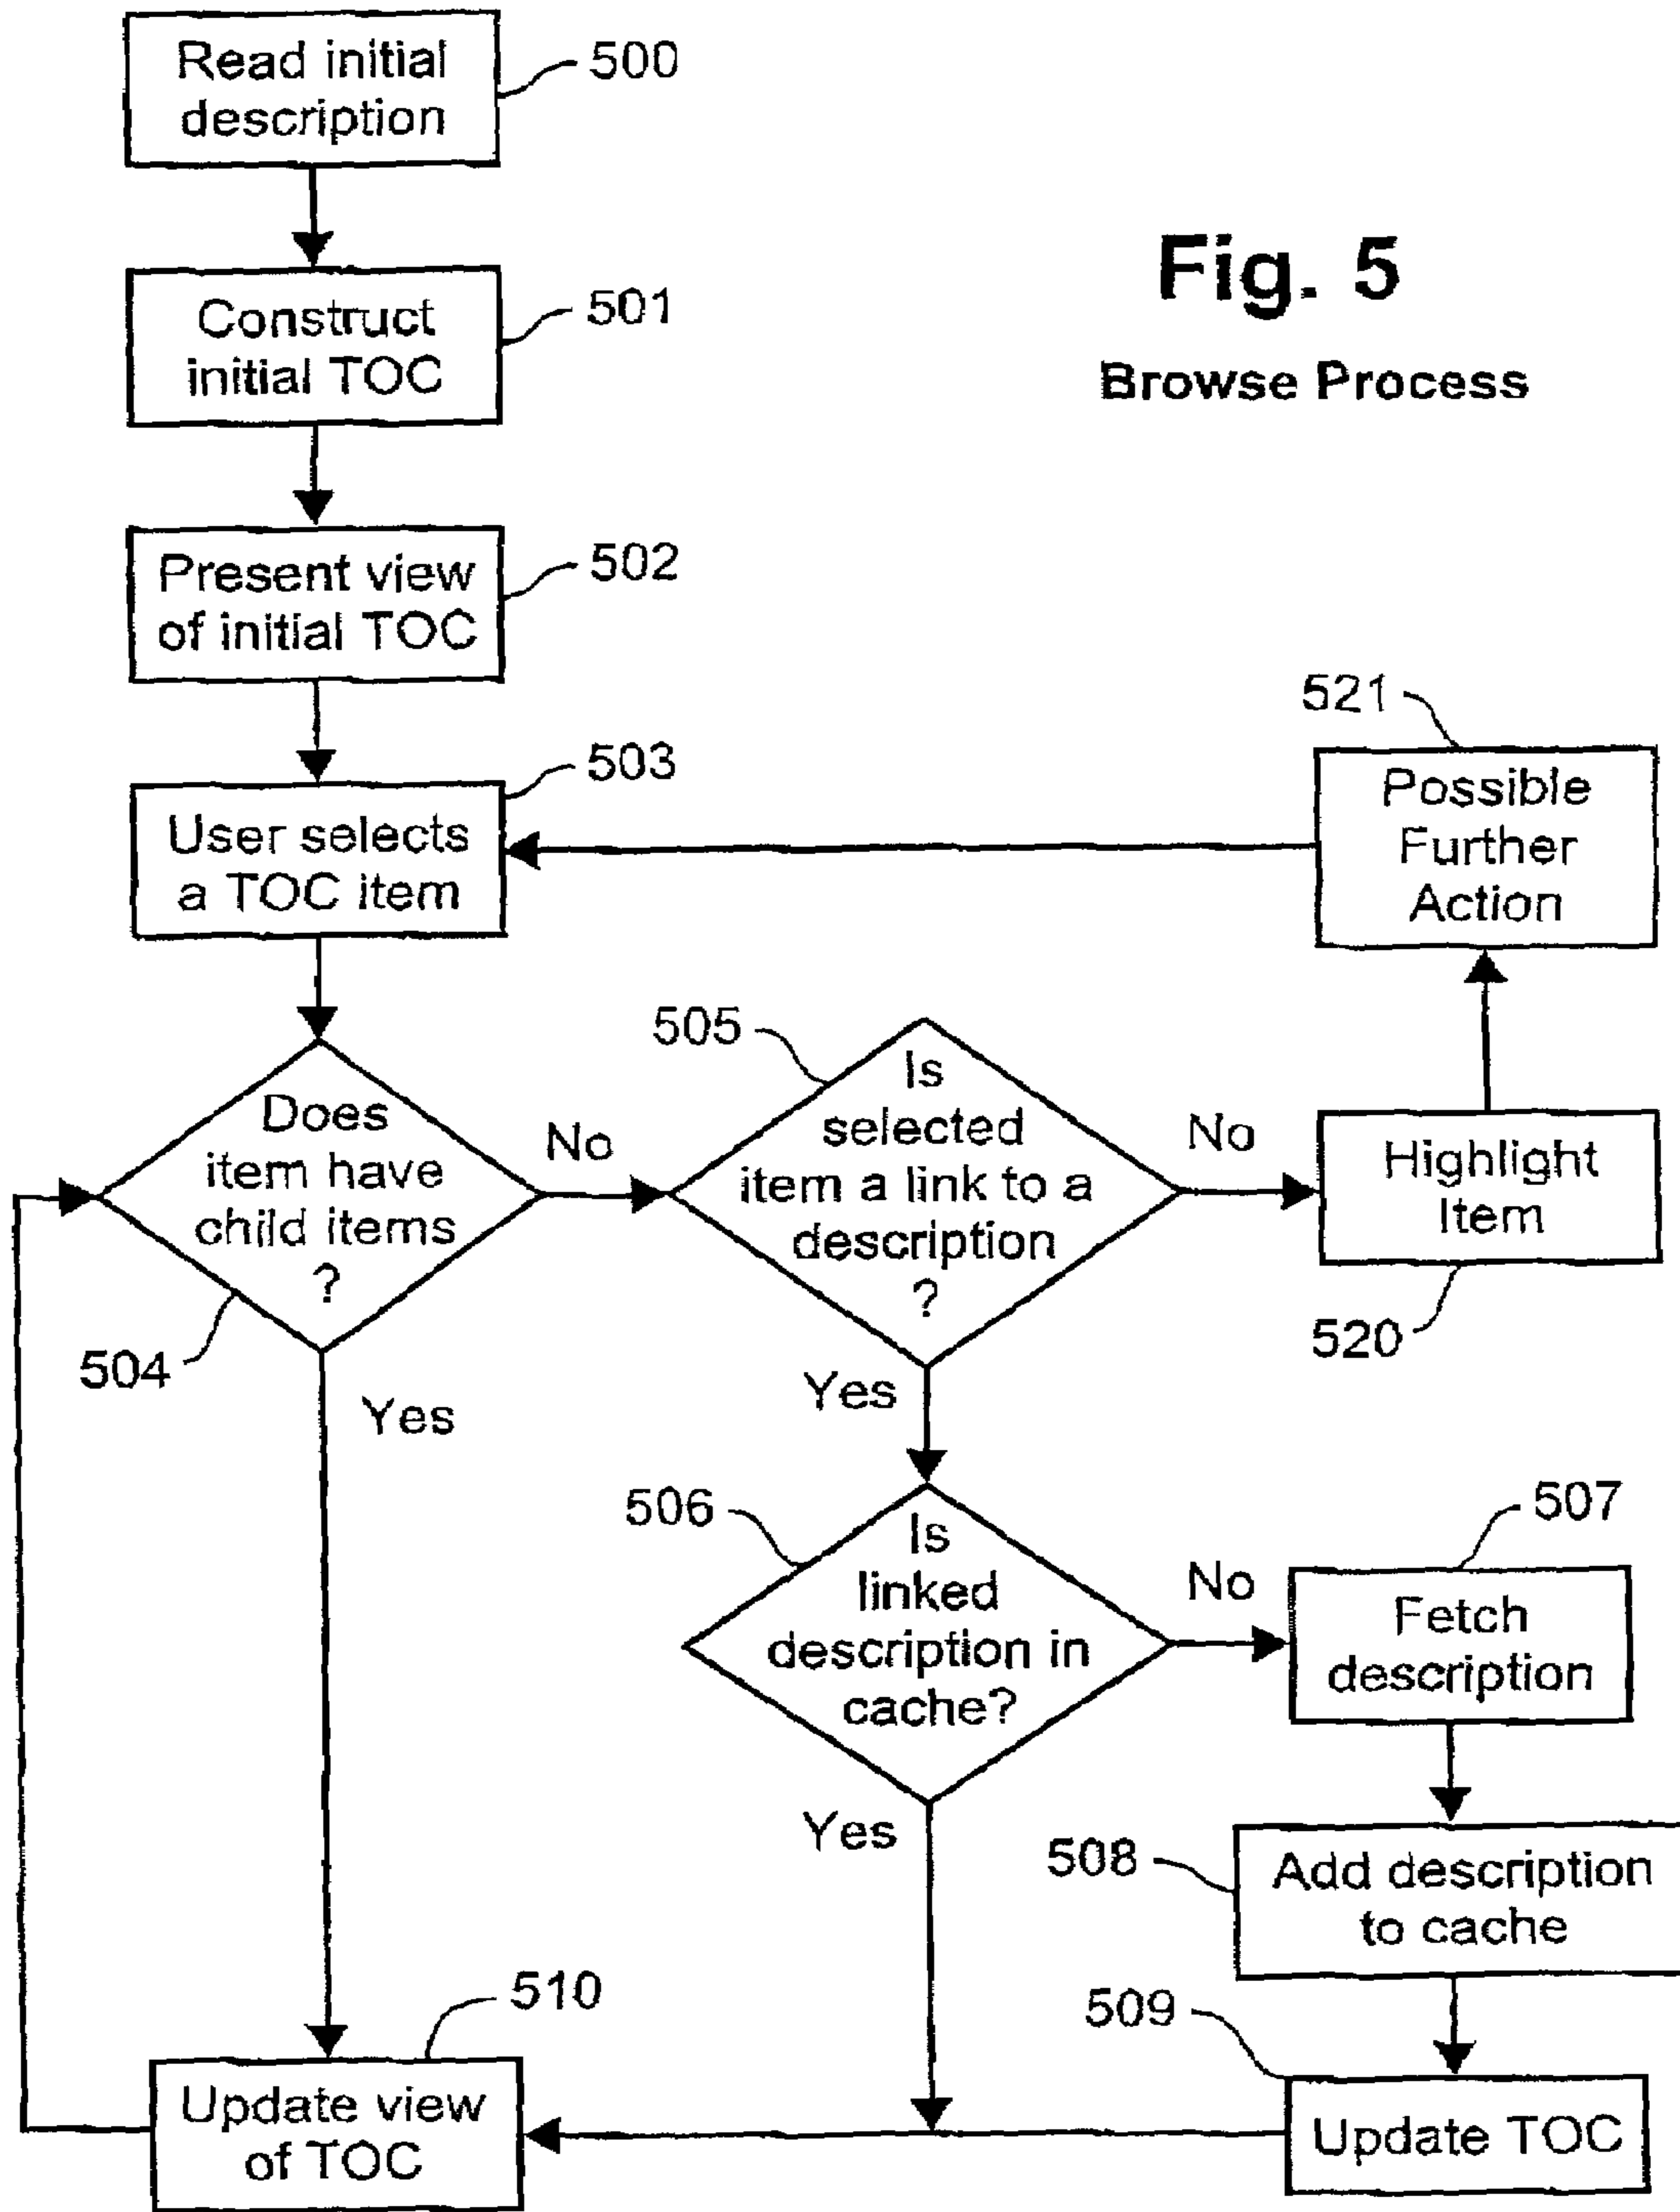 Read initial
description
500
Construct
initial TOC
501
Fig. 5
Browse Process
Present view
of initial TOC
502
User selects
a TOC item
503
521
Possible
Further
Action
Does
item have
child items
?
504
No
Yes
505
Is
selected
item a link to a
description
?
No
Yes
Highlight
Item
520
506
Is
linked
description in
cache?
No
Yes
507
Fetch
description
508
Add description
to cache
509
Update TOC
510
Update view
of TOC